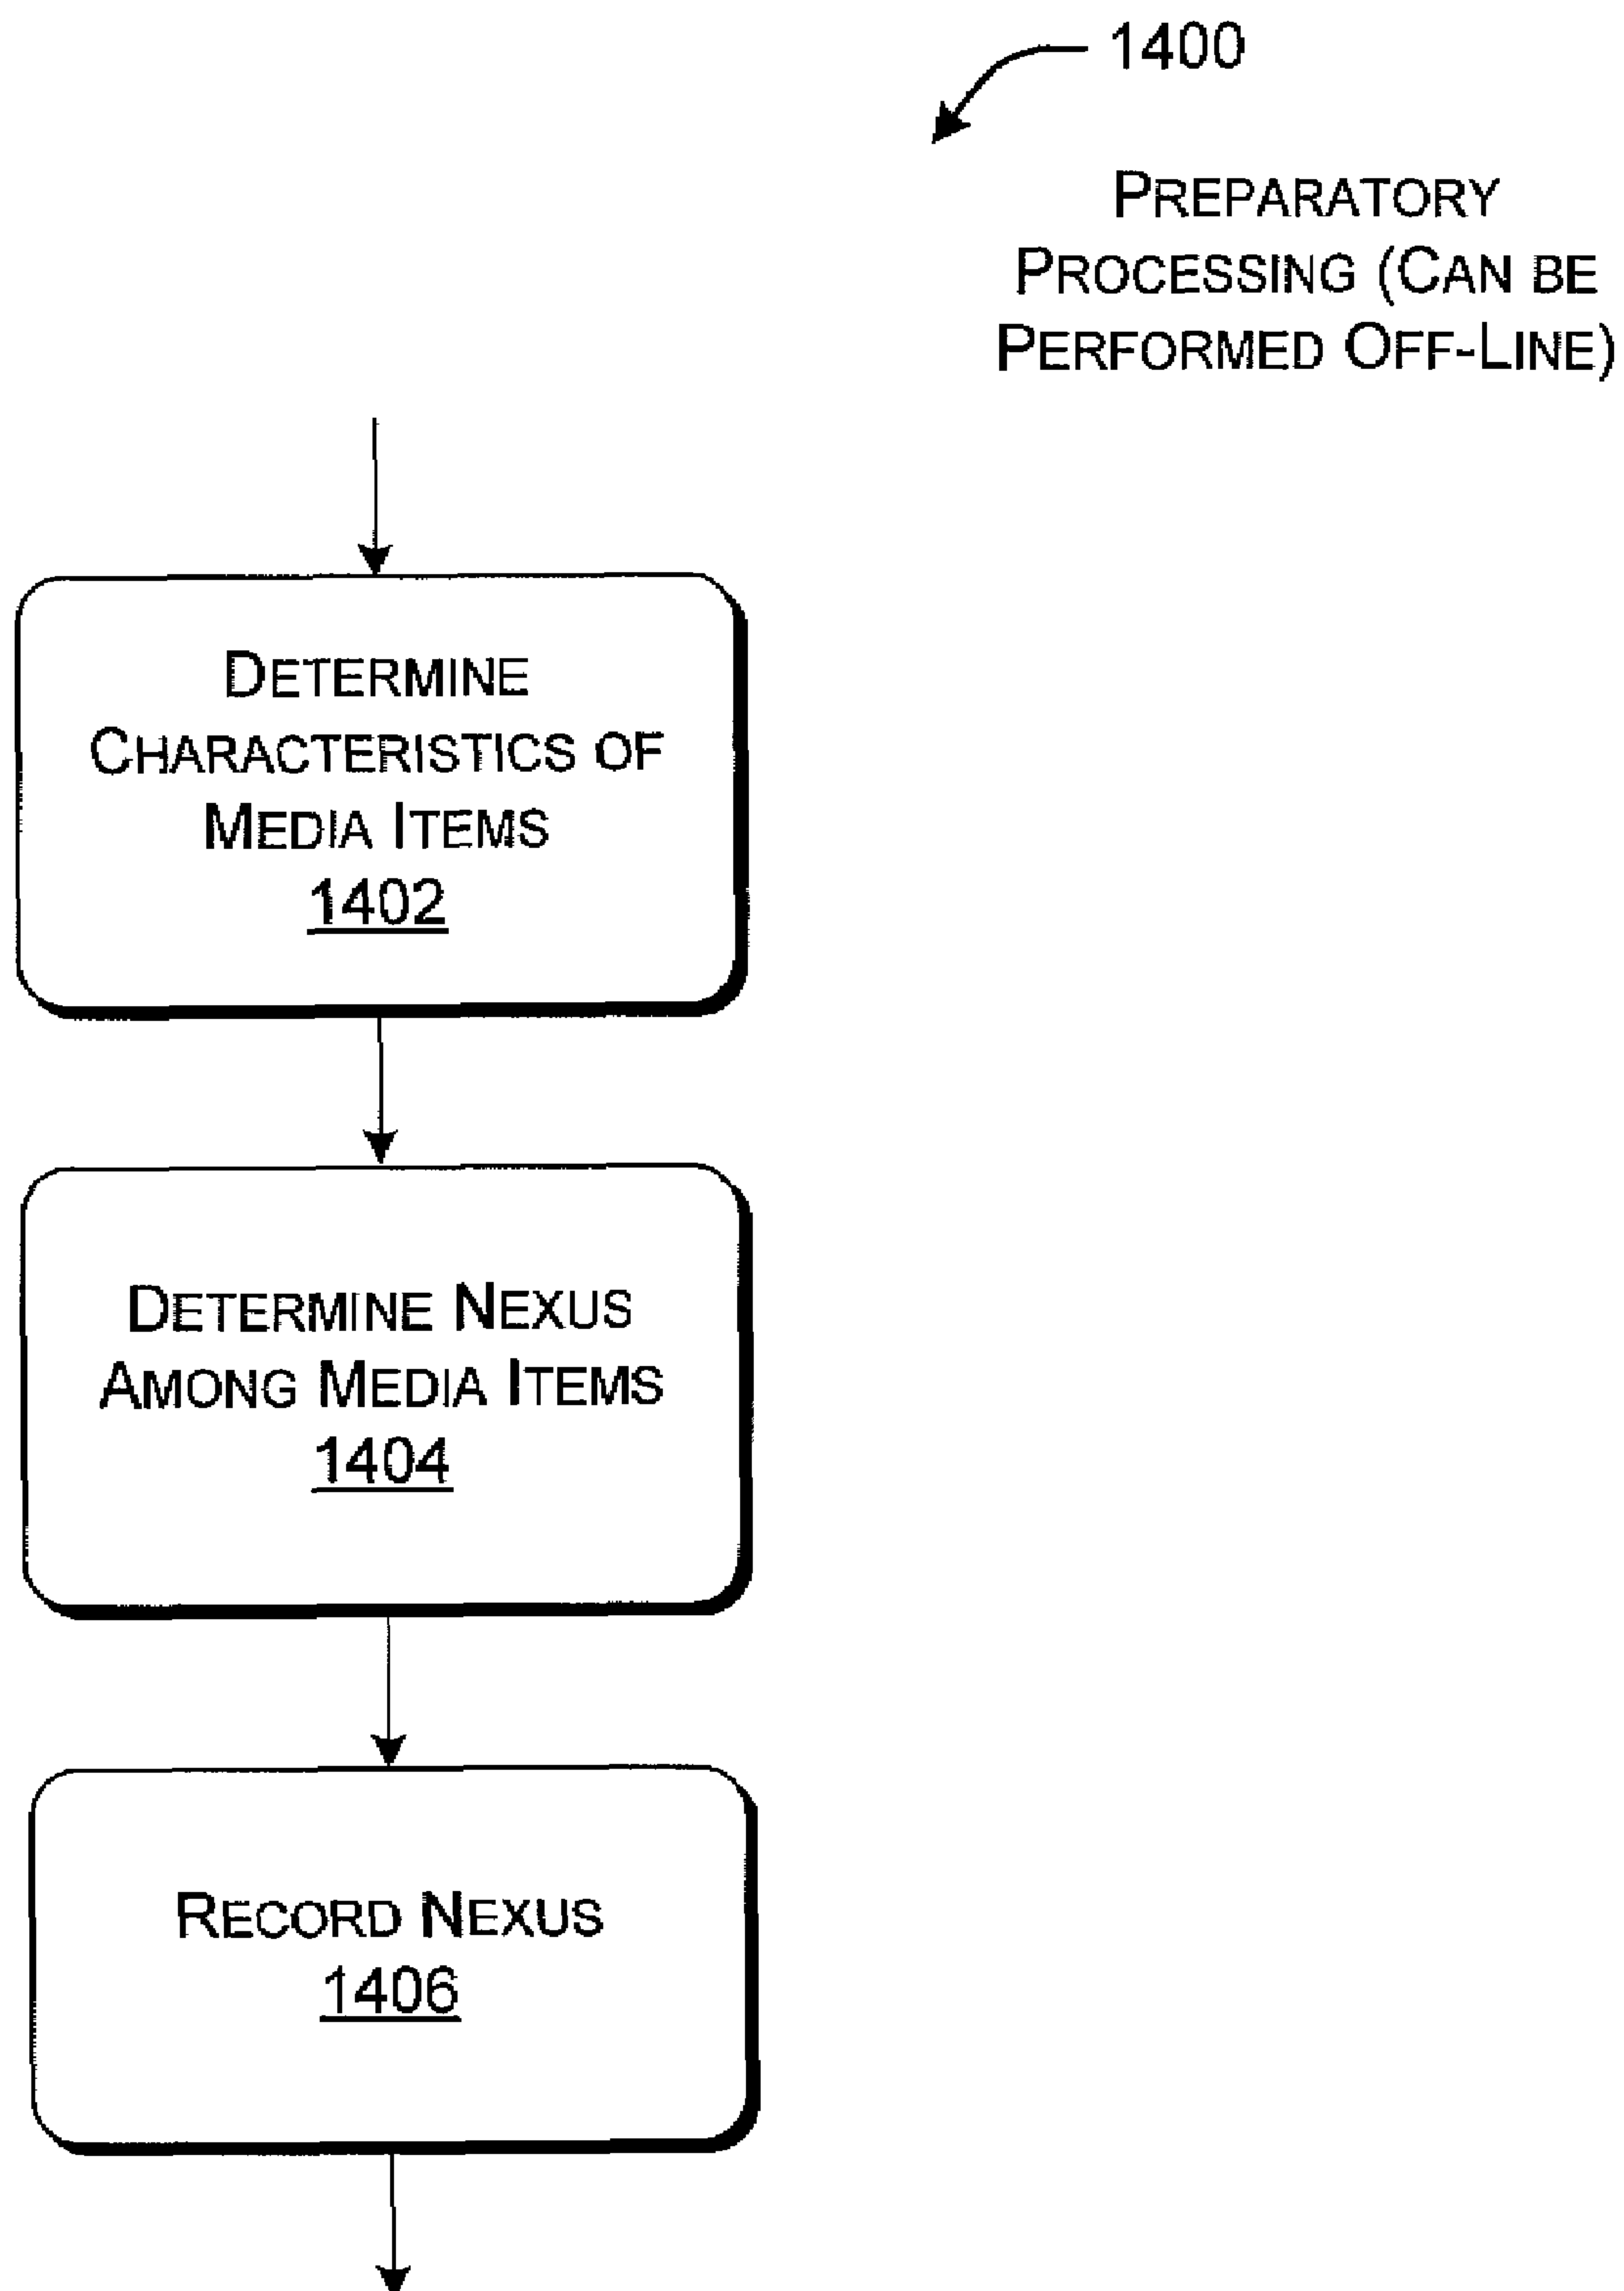 1400
PREPARATORY
PROCESSING (CAN BE
PERFORMED OFF-LINE)
DETERMINE
CHARACTERISTICS OF
MEDIA ITEMS
1402
DETERMINE NEXUS
AMONG MEDIA ITEMS
1404
RECORD NEXUS
1406